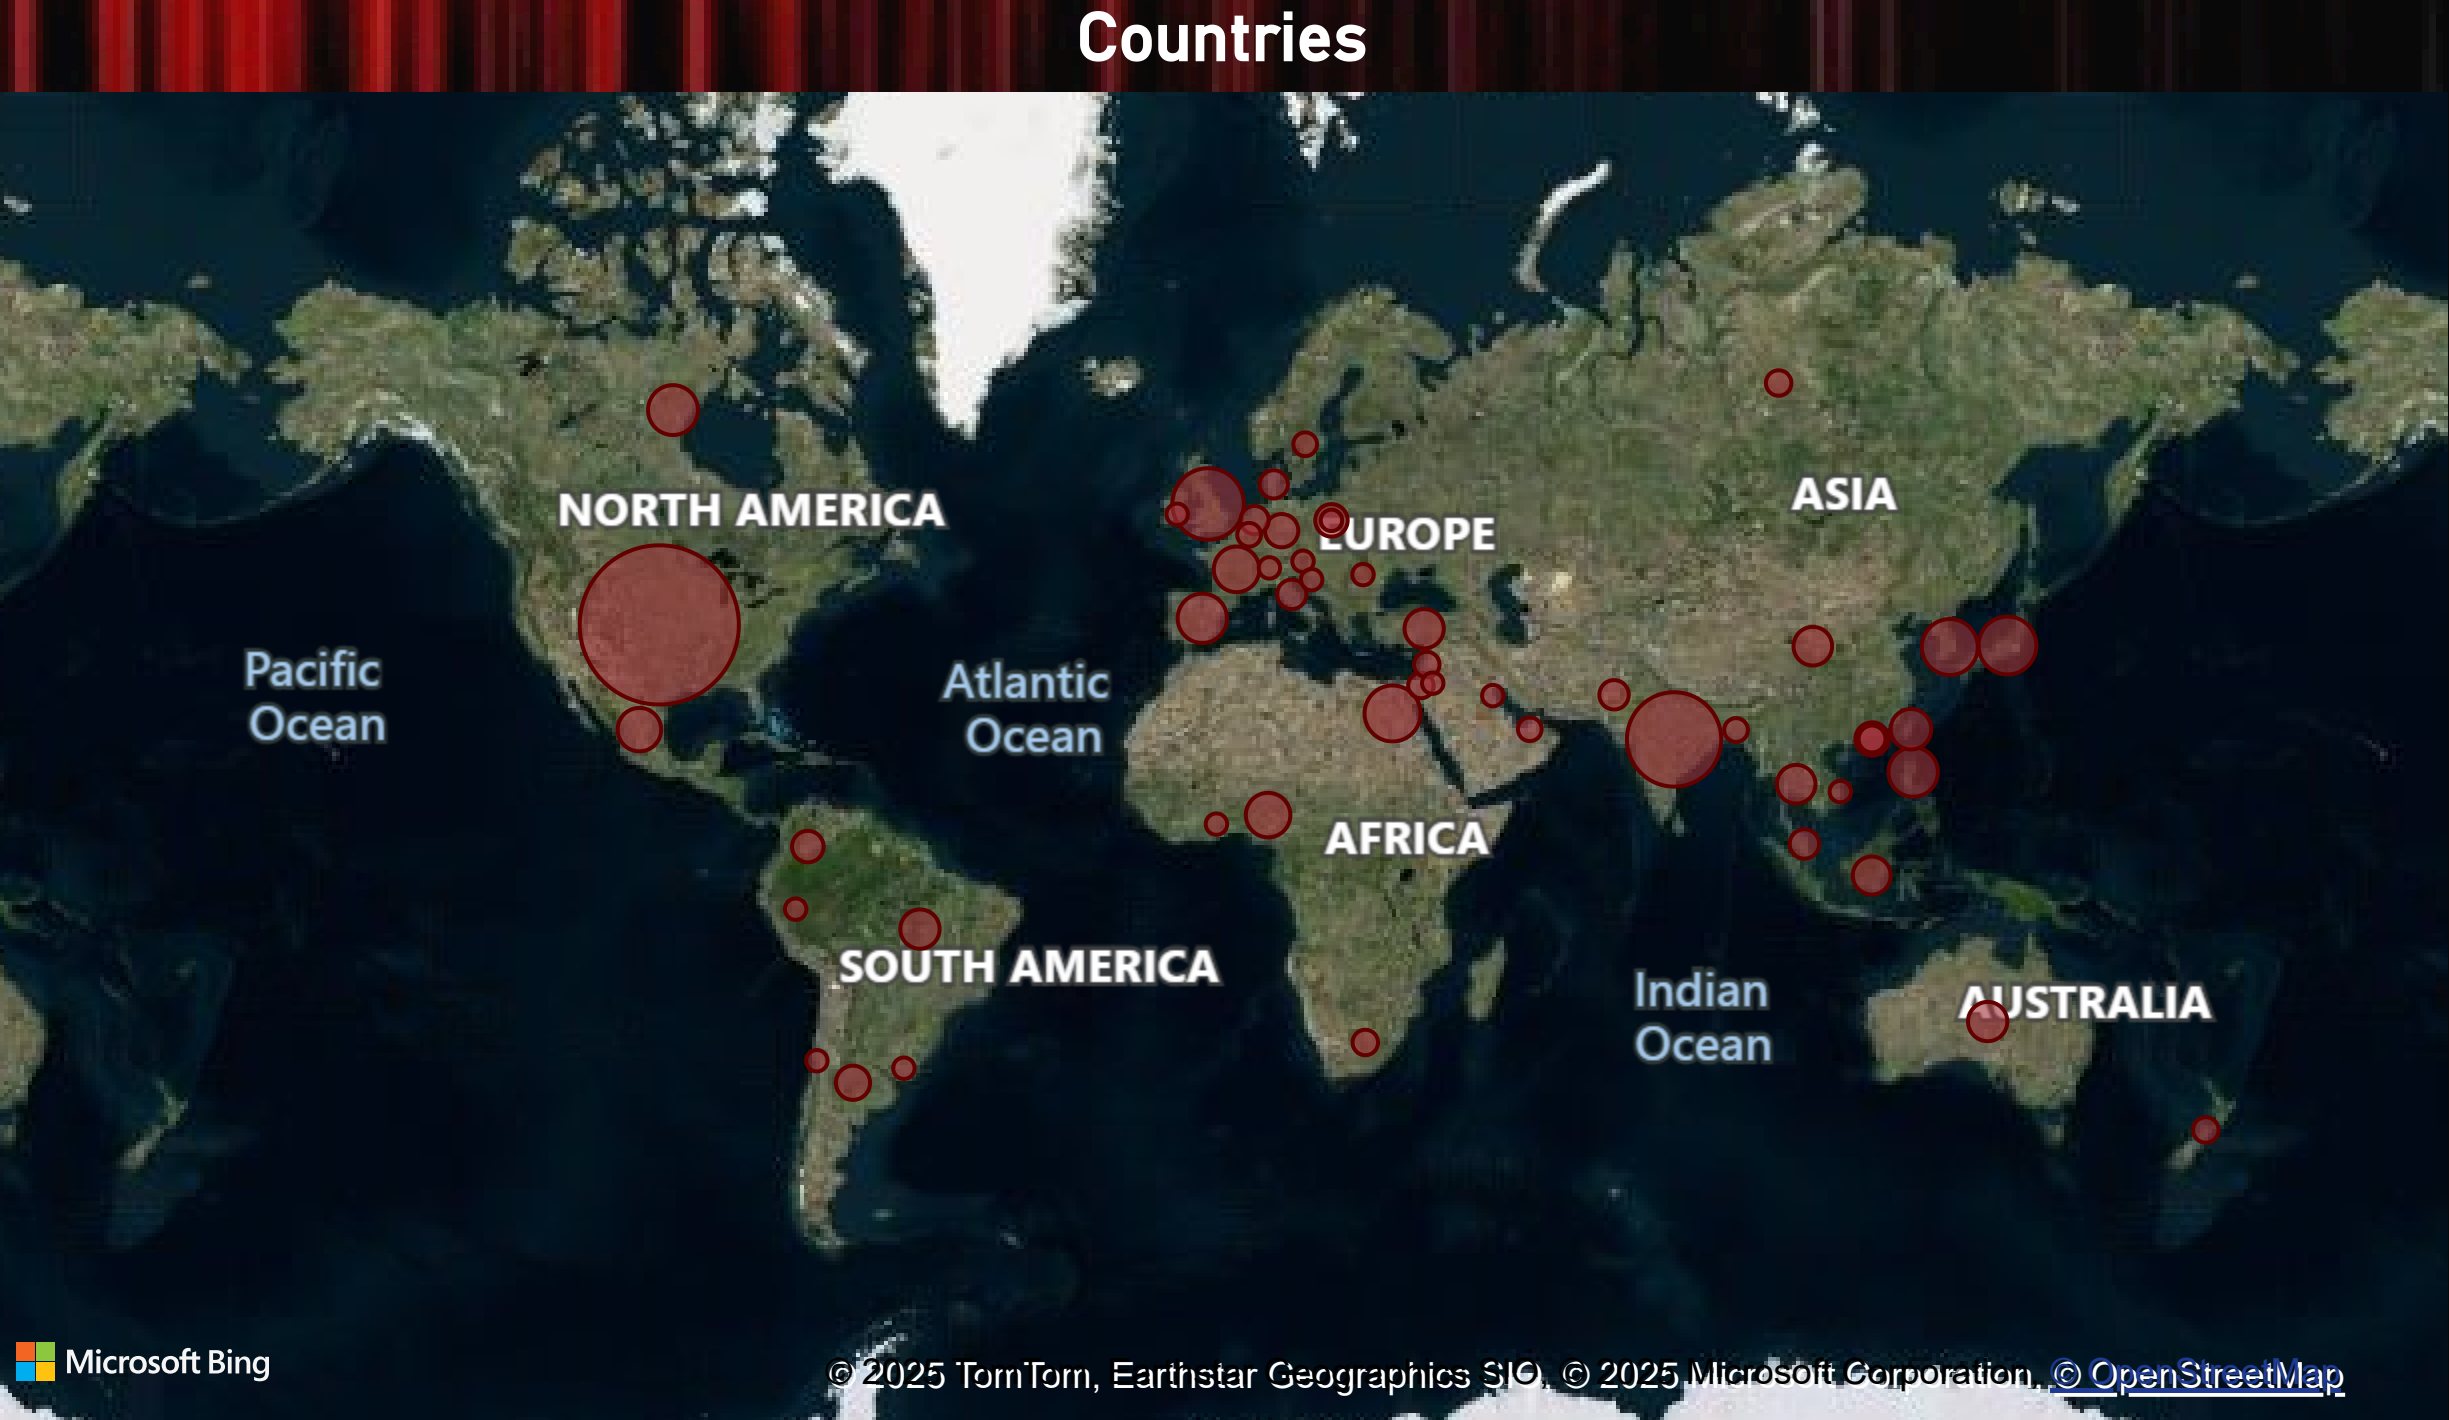 Countries
NORTH AMERICA
ASIA
EUROPE
Pacific
Ocean
Atlantic
Ocean
AFRICA
SOUTH AMERICA
Indian
Ocean
AUSTRALIA
Microsoft Bing
© 2025 TomTom, Earthstar Geographics SIO, © 2025 Microsoft Corporation, © OpenStreetMap